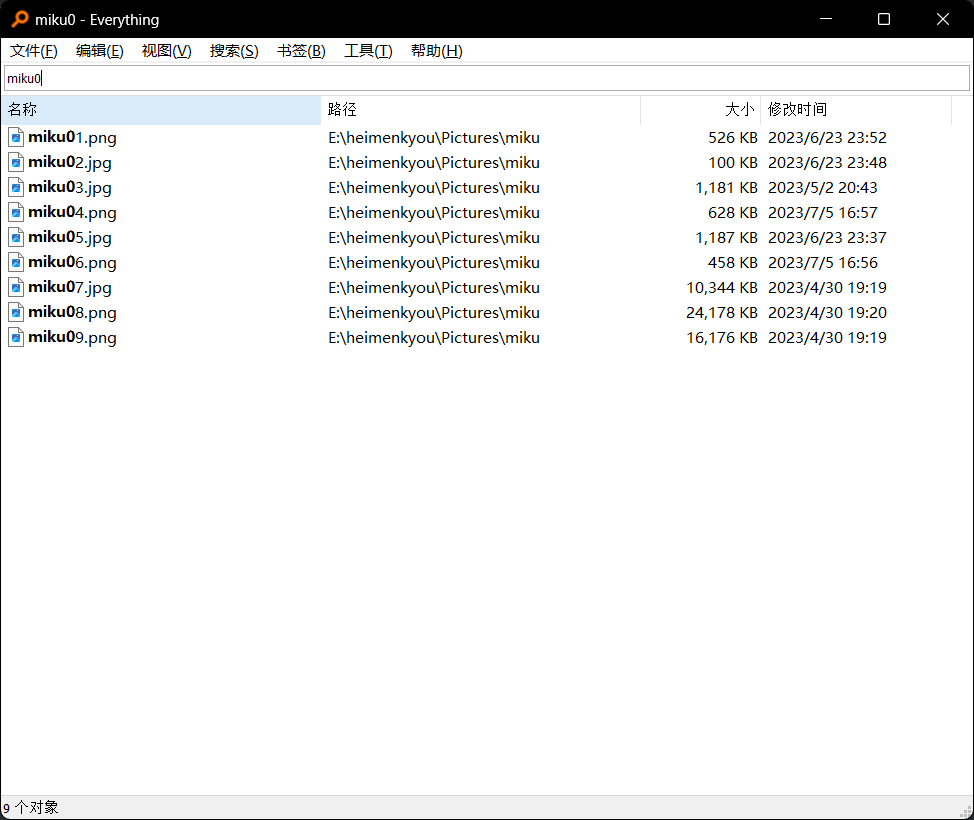 miku0 - Everything
文件(F) 编辑(E) 视图(V) 搜索(S) 书签(B) 工具(T) 帮助(H)
miku0
名称 路径 大小 修改时间
miku01.png E:\heimenkyou\Pictures\miku 526 KB 2023/6/23 23:52
miku02.jpg E:\heimenkyou\Pictures\miku 100 KB 2023/6/23 23:48
miku03.jpg E:\heimenkyou\Pictures\miku 1,181 KB 2023/5/2 20:43
miku04.png E:\heimenkyou\Pictures\miku 628 KB 2023/7/5 16:57
miku05.jpg E:\heimenkyou\Pictures\miku 1,187 KB 2023/6/23 23:37
miku06.png E:\heimenkyou\Pictures\miku 458 KB 2023/7/5 16:56
miku07.jpg E:\heimenkyou\Pictures\miku 10,344 KB 2023/4/30 19:19
miku08.png E:\heimenkyou\Pictures\miku 24,178 KB 2023/4/30 19:20
miku09.png E:\heimenkyou\Pictures\miku 16,176 KB 2023/4/30 19:19
9 个对象